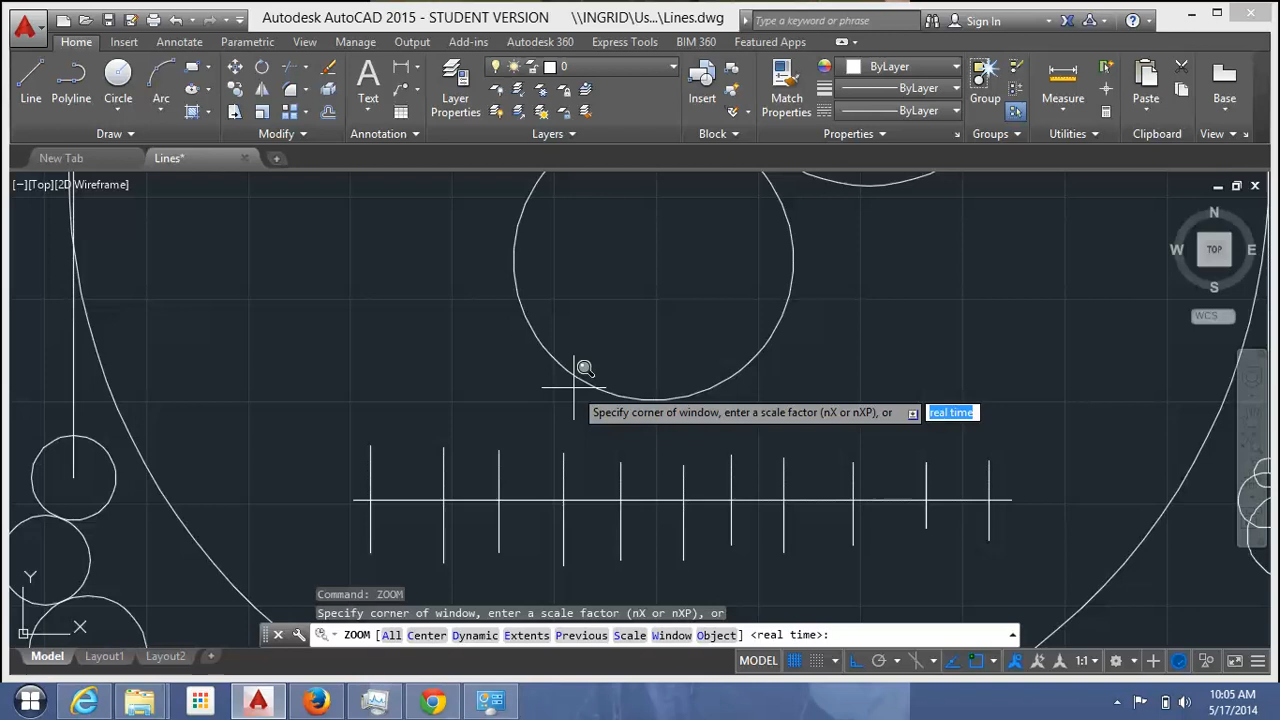 Autodesk AutoCAD 2015 - STUDENT VERSION \\INGRID\Us...\Lines.dwg Type a keyword or phrase Sign In
Home Insert Annotate Parametric View Manage Output Add-ins Autodesk 360 Express Tools BIM 360 Featured Apps
0 ByLayer
ByLayer
ByLayer
Line Polyline Circle Arc Text Layer Properties Insert Match Properties Group Measure Paste Base
Draw Modify Annotation Layers Block Properties Groups Utilities Clipboard View
New Tab Lines*
[−][Top][2D Wireframe]
N
W TOP E
S
WCS
Specify corner of window, enter a scale factor (nX or nXP), or real time
Y
X
Command: ZOOM
Specify corner of window, enter a scale factor (nX or nXP), or
ZOOM [All Center Dynamic Extents Previous Scale Window Object] <real time>:
Model Layout1 Layout2 + MODEL 1:1
10:05 AM
5/17/2014